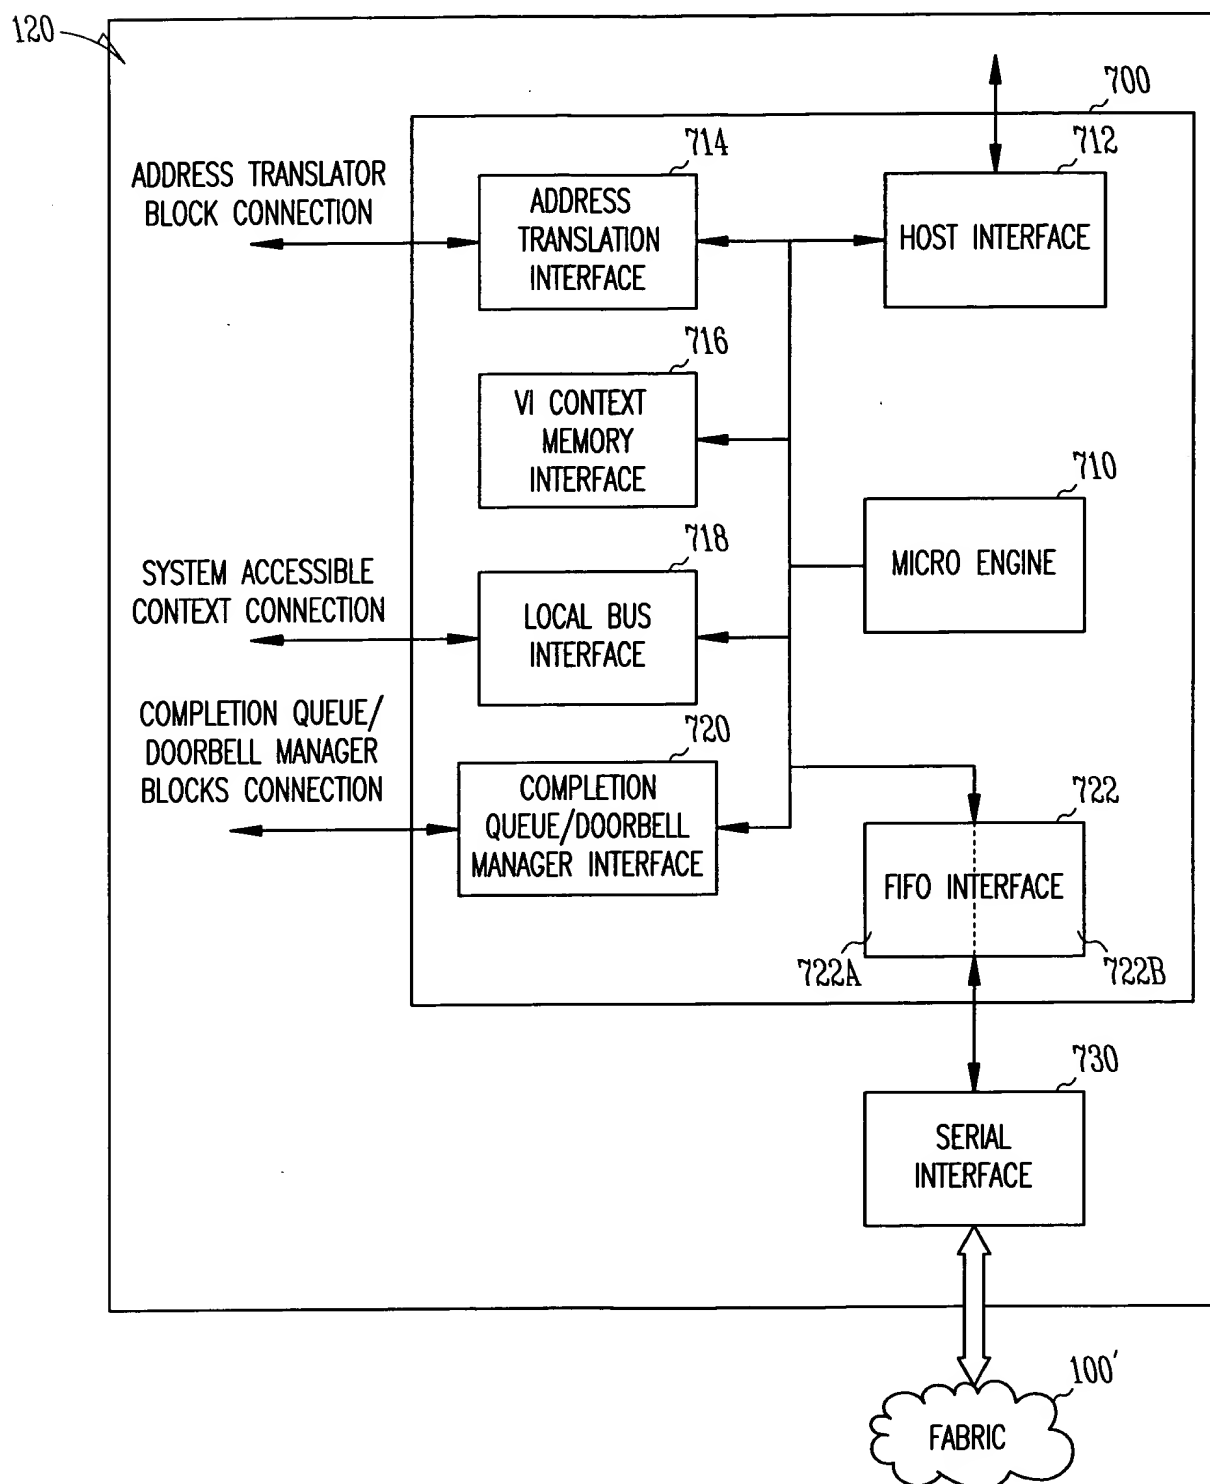 120
700
714
712
ADDRESS TRANSLATOR
BLOCK CONNECTION
ADDRESS
TRANSLATION
INTERFACE
HOST INTERFACE
716
VI CONTEXT
MEMORY
INTERFACE
710
MICRO ENGINE
718
SYSTEM ACCESSIBLE
CONTEXT CONNECTION
LOCAL BUS
INTERFACE
COMPLETION QUEUE/
DOORBELL MANAGER
BLOCKS CONNECTION
720
COMPLETION
QUEUE/DOORBELL
MANAGER INTERFACE
722
FIFO INTERFACE
722A
722B
730
SERIAL
INTERFACE
100'
FABRIC